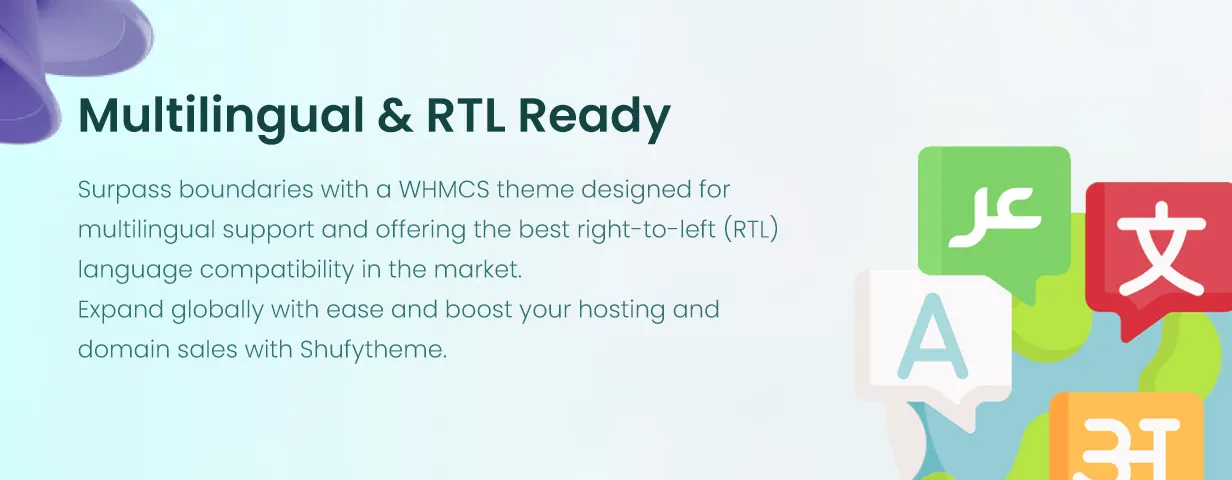 Multilingual & RTL Ready
Surpass boundaries with a WHMCS theme designed for
multilingual support and offering the best right-to-left (RTL)
language compatibility in the market.
Expand globally with ease and boost your hosting and
domain sales with Shufytheme.
عر
文
A
अ